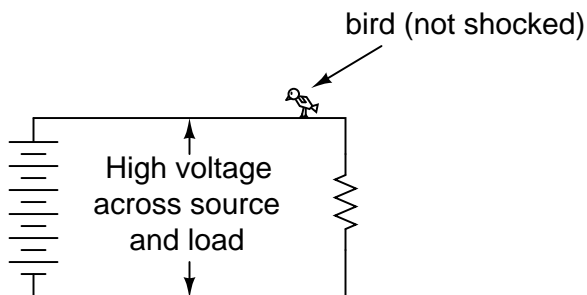 bird (not shocked)
High voltage
across source
and load